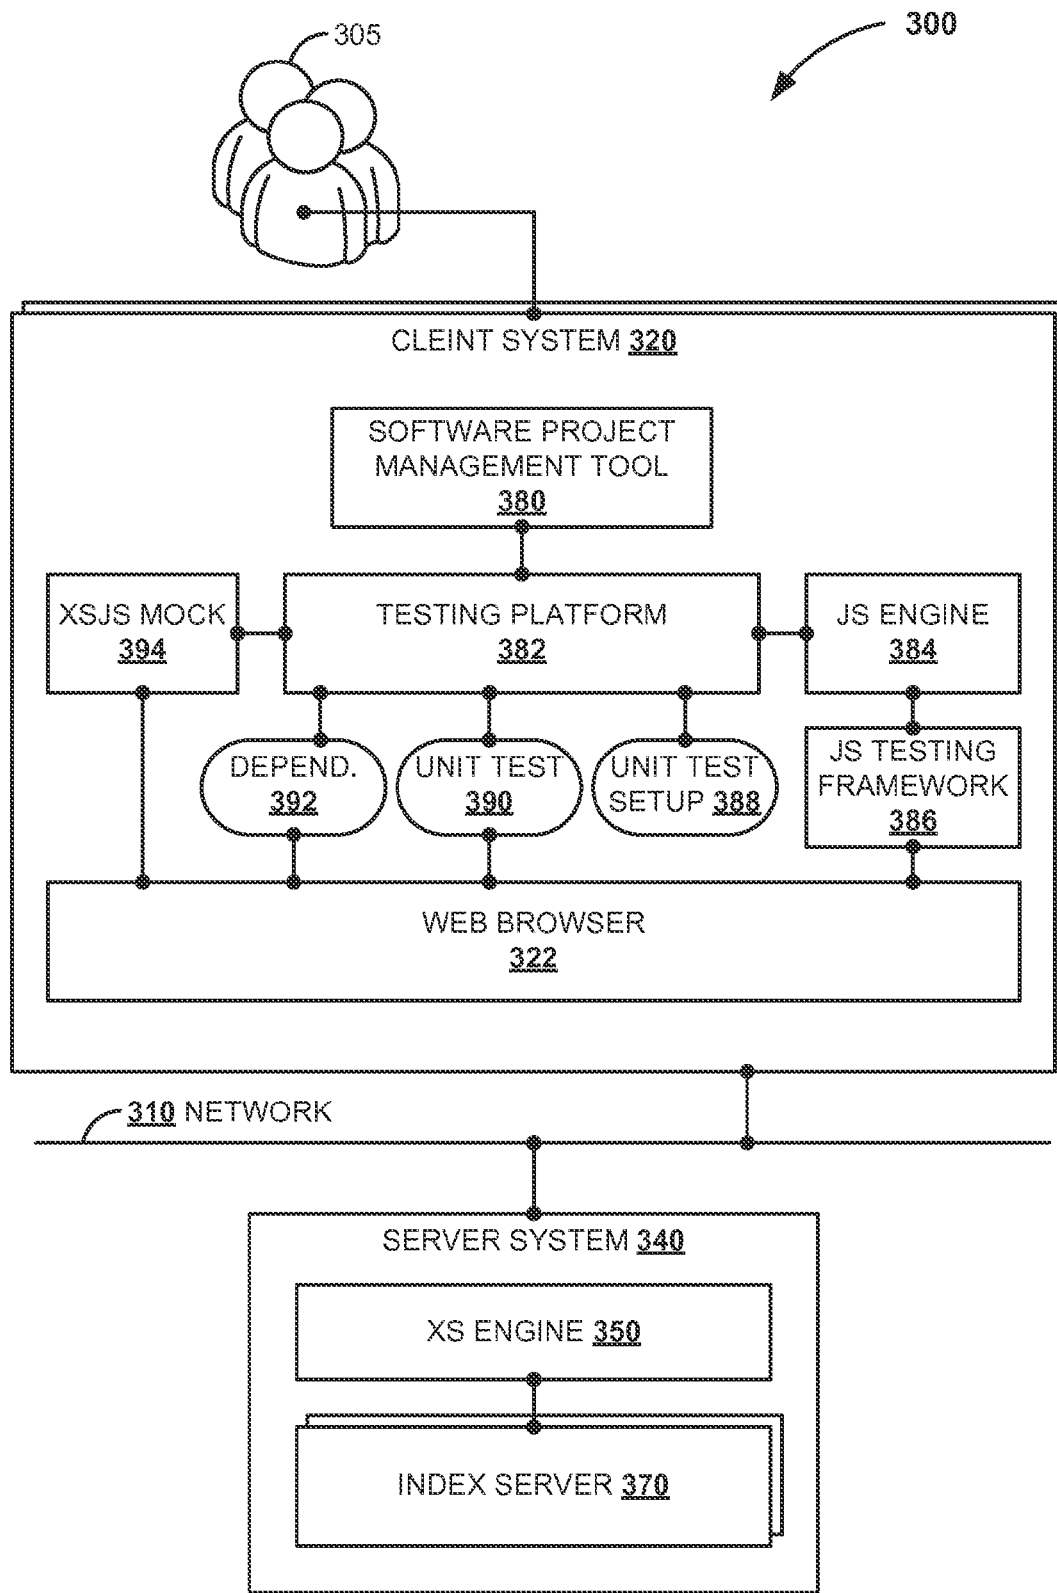 305
300
CLEINT SYSTEM 320
SOFTWARE PROJECT
MANAGEMENT TOOL
380
XSJS MOCK
394
TESTING PLATFORM
382
JS ENGINE
384
DEPEND.
392
UNIT TEST
390
UNIT TEST
SETUP 388
JS TESTING
FRAMEWORK
386
WEB BROWSER
322
310 NETWORK
SERVER SYSTEM 340
XS ENGINE 350
INDEX SERVER 370